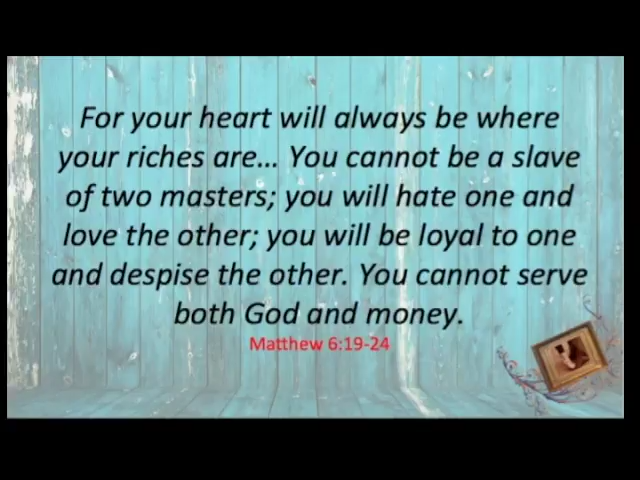 For your heart will always be where
your riches are... You cannot be a slave
of two masters; you will hate one and
love the other; you will be loyal to one
and despise the other. You cannot serve
both God and money.
Matthew 6:19-24